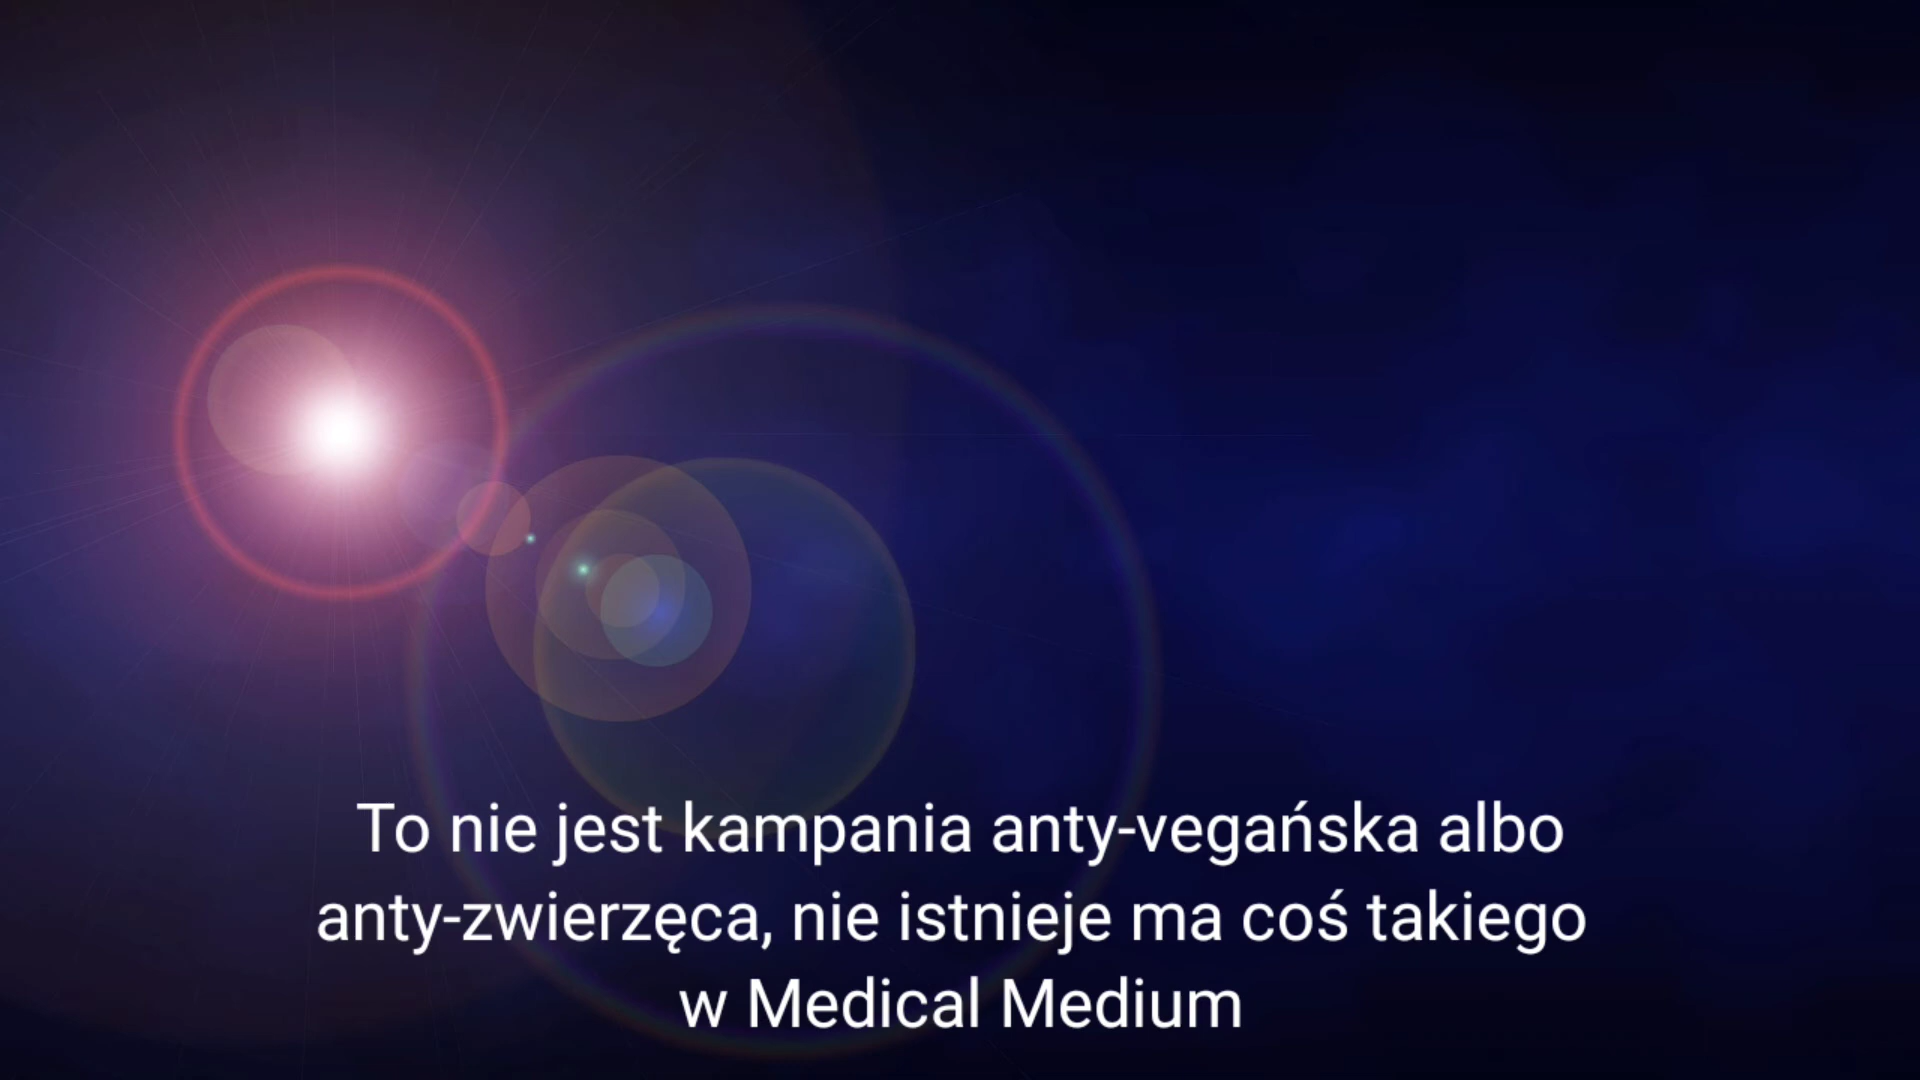 To nie jest kampania anty-vegańska albo
anty-zwierzęca, nie istnieje ma coś takiego
w Medical Medium